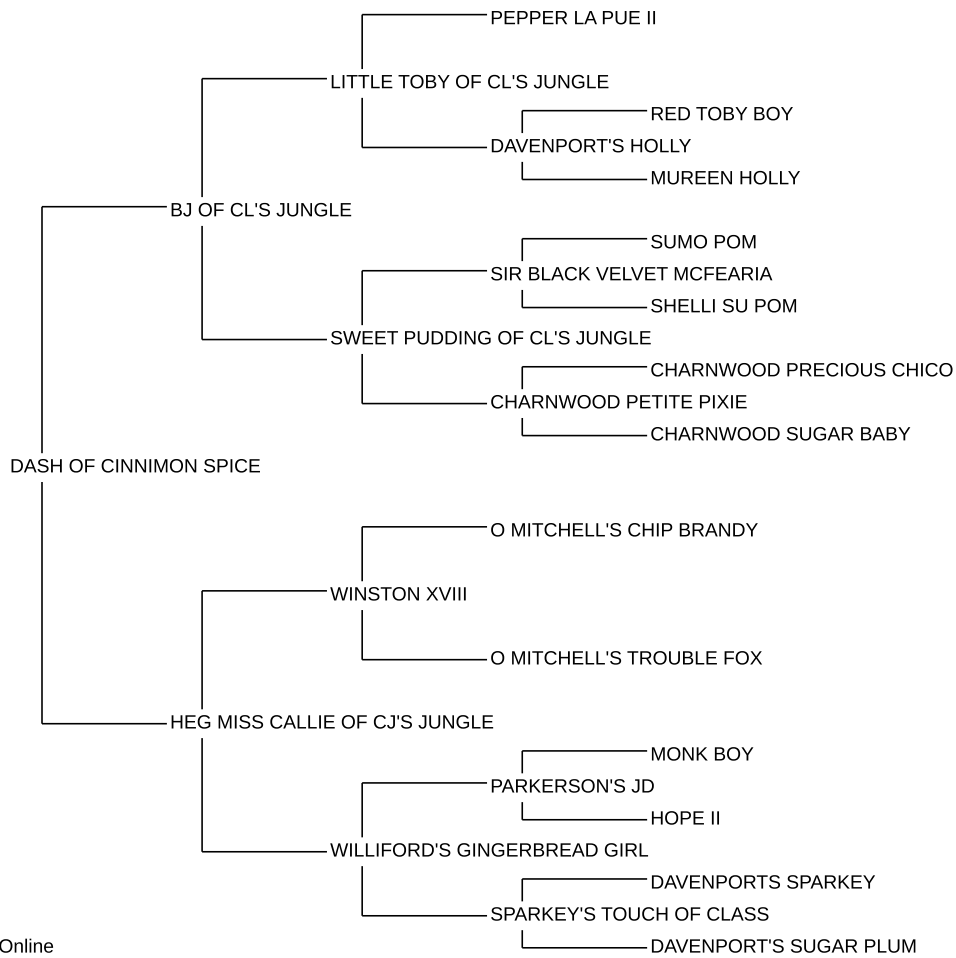 PEPPER LA PUE II
LITTLE TOBY OF CL'S JUNGLE
RED TOBY BOY
DAVENPORT'S HOLLY
MUREEN HOLLY
BJ OF CL'S JUNGLE
SUMO POM
SIR BLACK VELVET MCFEARIA
SHELLI SU POM
SWEET PUDDING OF CL'S JUNGLE
CHARNWOOD PRECIOUS CHICO
CHARNWOOD PETITE PIXIE
CHARNWOOD SUGAR BABY
DASH OF CINNIMON SPICE
O MITCHELL'S CHIP BRANDY
WINSTON XVIII
O MITCHELL'S TROUBLE FOX
HEG MISS CALLIE OF CJ'S JUNGLE
MONK BOY
PARKERSON'S JD
HOPE II
WILLIFORD'S GINGERBREAD GIRL
DAVENPORTS SPARKEY
SPARKEY'S TOUCH OF CLASS
DAVENPORT'S SUGAR PLUM
Online